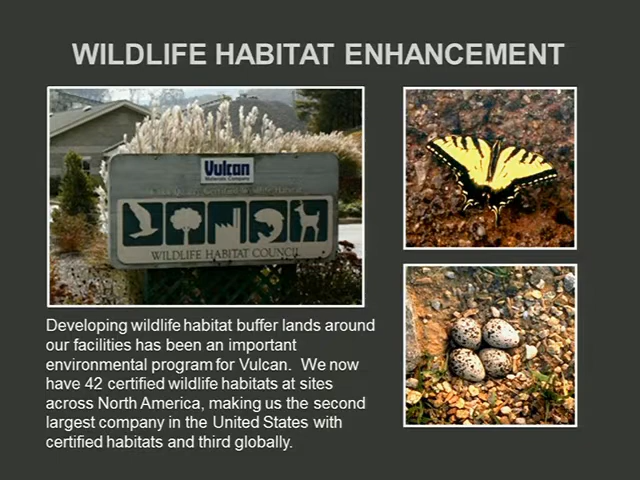 WILDLIFE HABITAT ENHANCEMENT
Vulcan
Materials Company
WILDLIFE HABITAT COUNCIL
Developing wildlife habitat buffer lands around
our facilities has been an important
environmental program for Vulcan.  We now
have 42 certified wildlife habitats at sites
across North America, making us the second
largest company in the United States with
certified habitats and third globally.